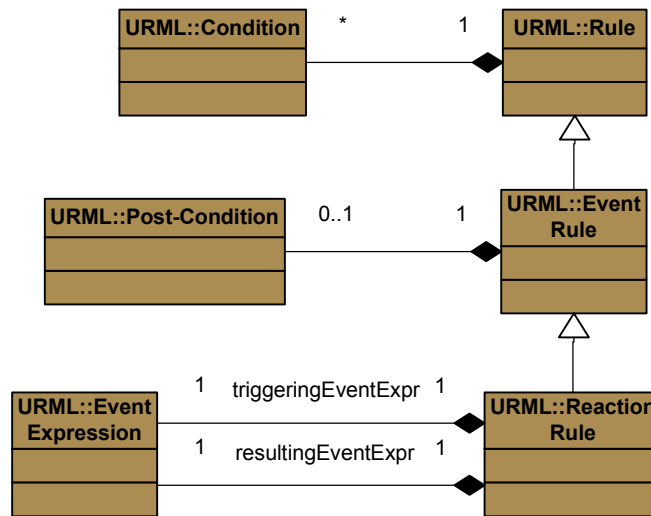 URML::Condition
*
1
URML::Rule
URML::Post-Condition
0..1
1
URML::Event
Rule
URML::Event
Expression
1
triggeringEventExpr
1
1
resultingEventExpr
1
URML::Reaction
Rule